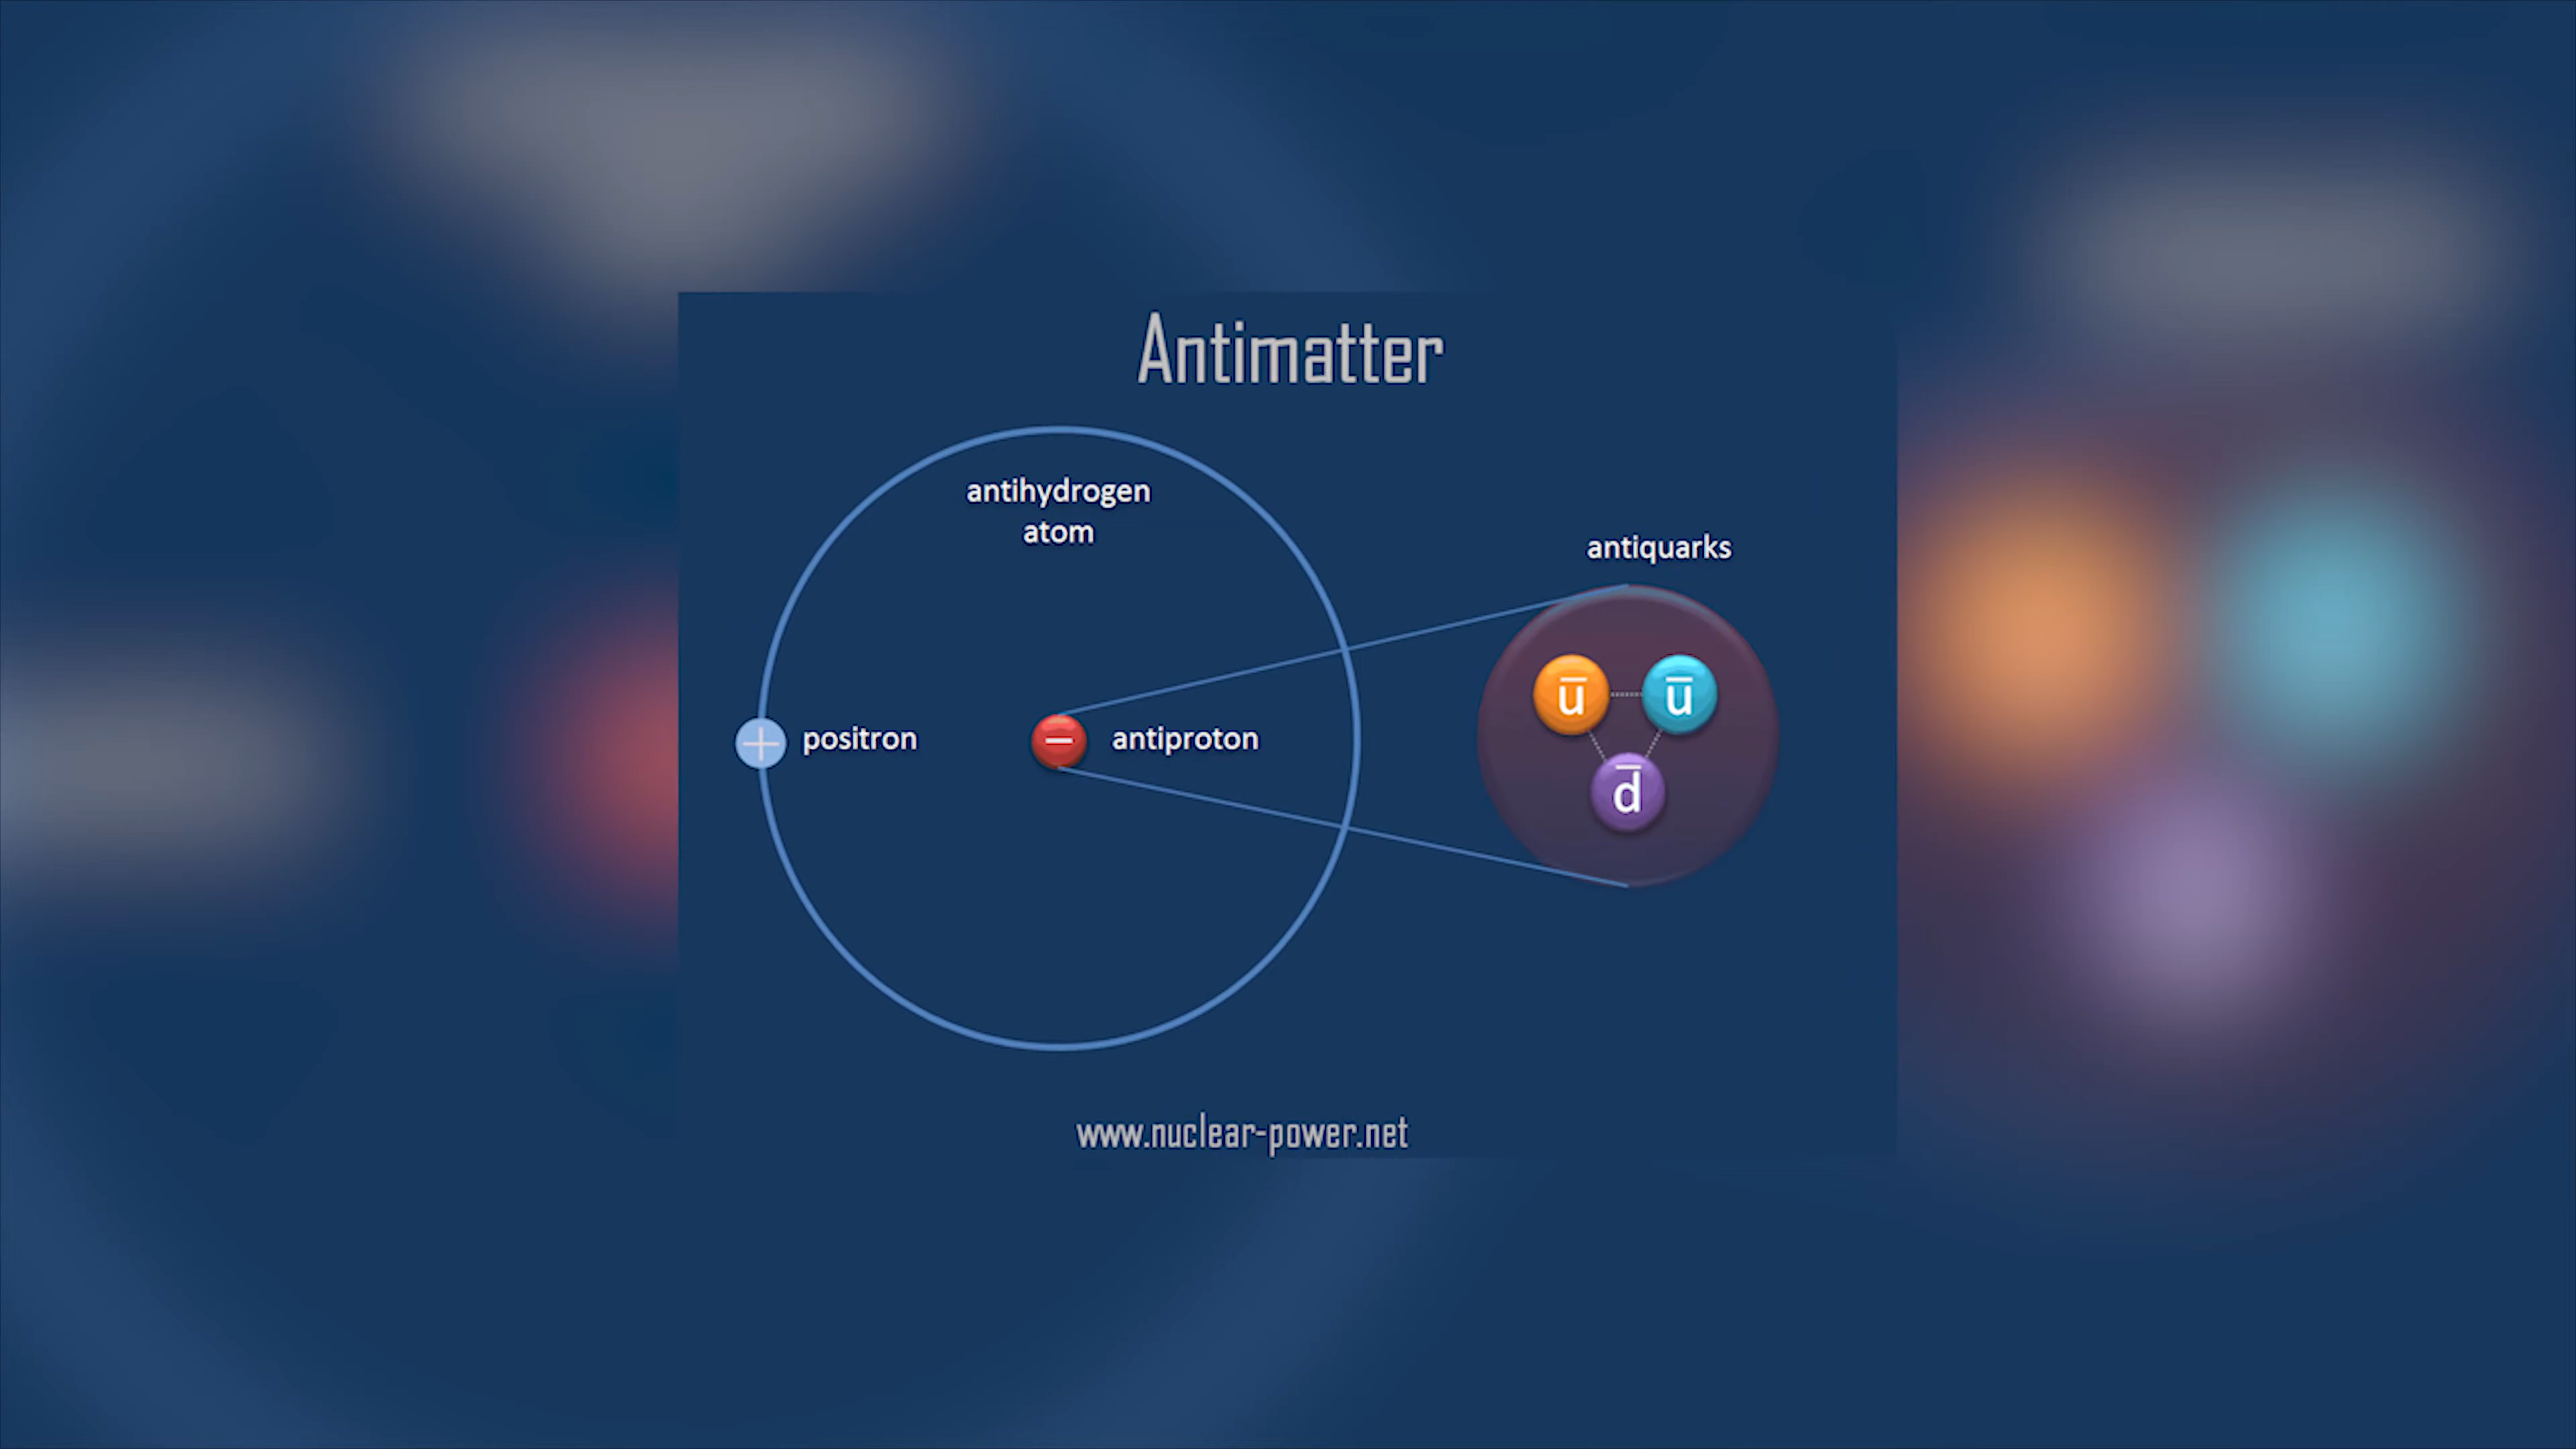 Antimatter
antihydrogen
atom
antiquarks
ū ū
d̄
+ positron
− antiproton
www.nuclear-power.net